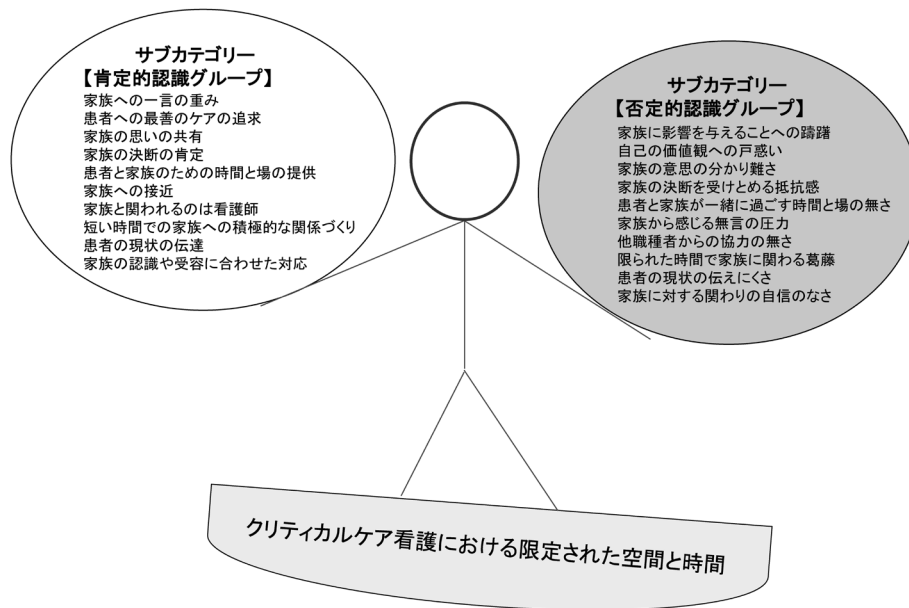 サブカテゴリー
【肯定的認識グループ】
家族への一言の重み
患者への最善のケアの追求
家族の思いの共有
家族の決断の肯定
患者と家族のための時間と場の提供
家族への接近
家族と関われるのは看護師
短い時間での家族への積極的な関係づくり
患者の現状の伝達
家族の認識や受容に合わせた対応
サブカテゴリー
【否定的認識グループ】
家族に影響を与えることへの躊躇
自己の価値観への戸惑い
家族の意思の分かり難さ
家族の決断を受けとめる抵抗感
患者と家族が一緒に過ごす時間と場の無さ
家族から感じる無言の圧力
他職種者からの協力の無さ
限られた時間で家族に関わる葛藤
患者の現状の伝えにくさ
家族に対する関わりの自信のなさ
クリティカルケア看護における限定された空間と時間